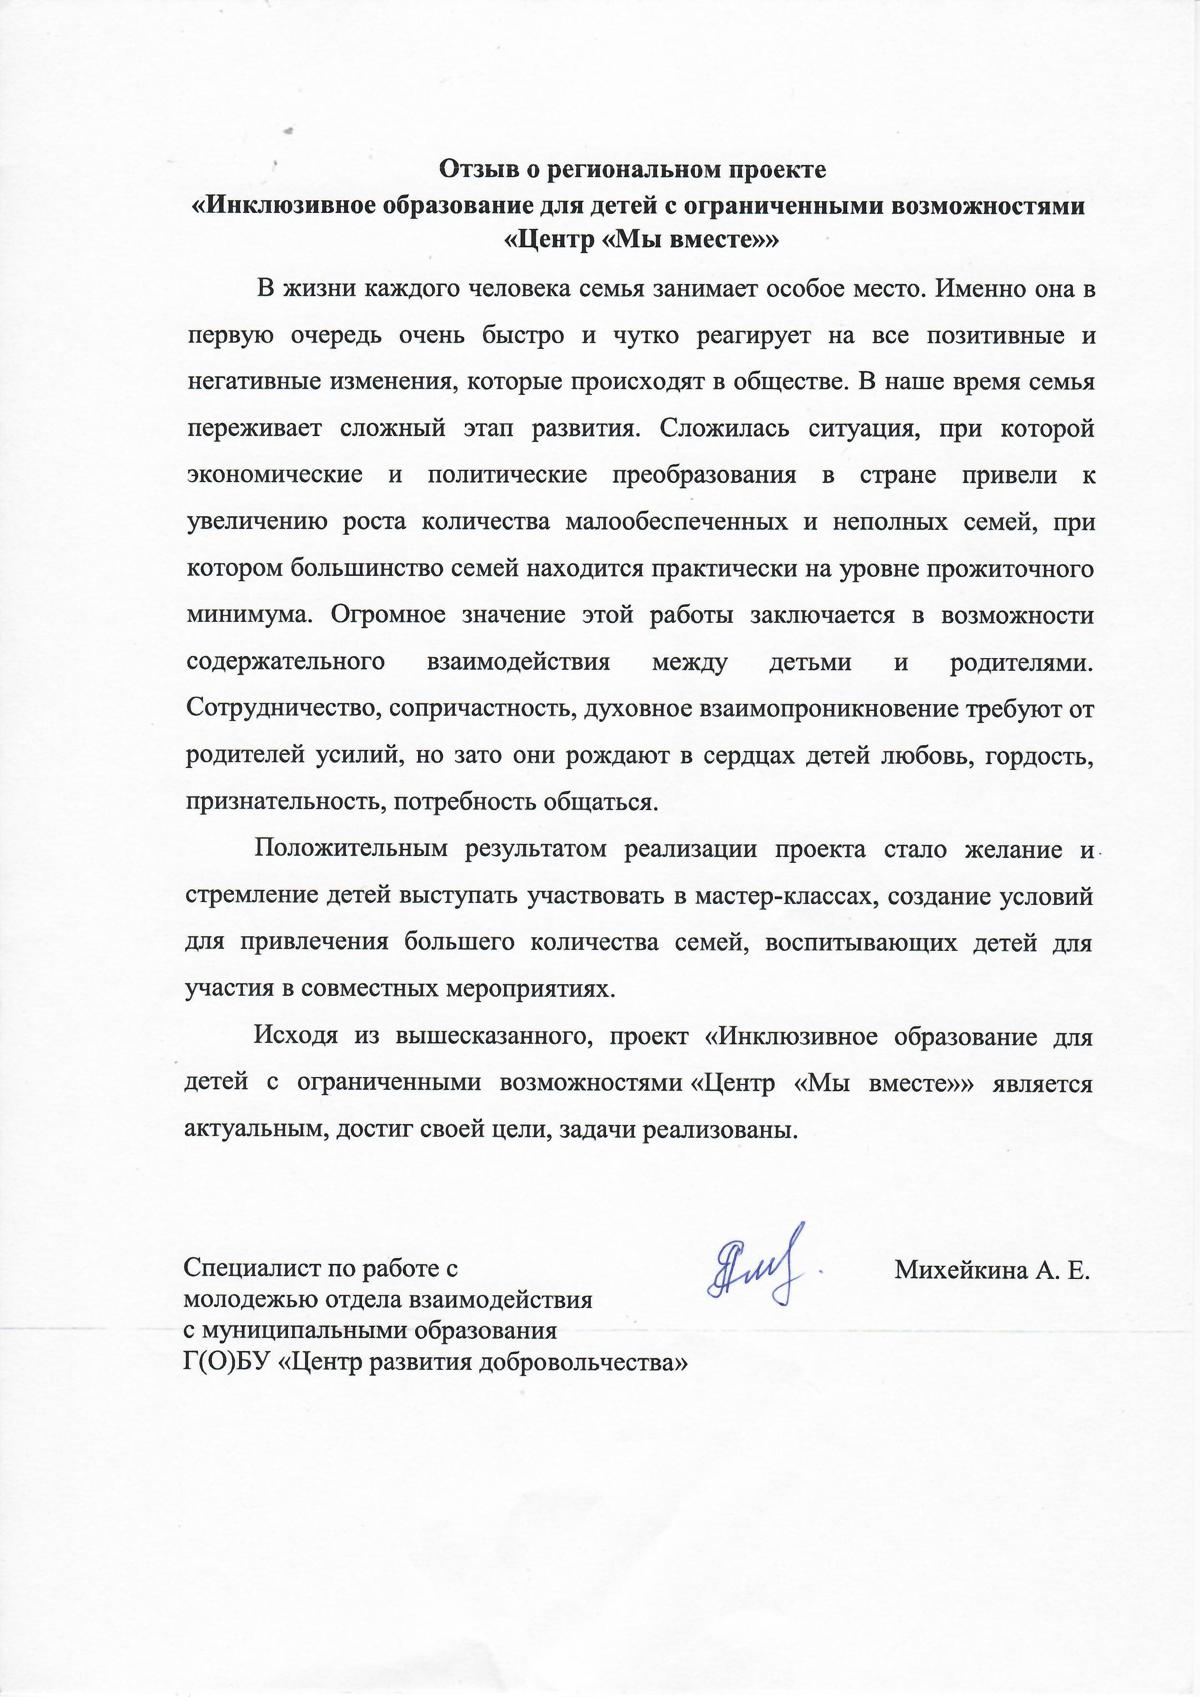 Отзыв о региональном проекте
«Инклюзивное образование для детей с ограниченными возможностями
«Центр «Мы вместе»»
В жизни каждого человека семья занимает особое место. Именно она в
первую очередь очень быстро и чутко реагирует на все позитивные и
негативные изменения, которые происходят в обществе. В наше время семья
переживает сложный этап развития. Сложилась ситуация, при которой
экономические и политические преобразования в стране привели к
увеличению роста количества малообеспеченных и неполных семей, при
котором большинство семей находится практически на уровне прожиточного
минимума. Огромное значение этой работы заключается в возможности
содержательного взаимодействия между детьми и родителями.
Сотрудничество, сопричастность, духовное взаимопроникновение требуют от
родителей усилий, но зато они рождают в сердцах детей любовь, гордость,
признательность, потребность общаться.
Положительным результатом реализации проекта стало желание и
стремление детей выступать участвовать в мастер-классах, создание условий
для привлечения большего количества семей, воспитывающих детей для
участия в совместных мероприятиях.
Исходя из вышесказанного, проект «Инклюзивное образование для
детей с ограниченными возможностями «Центр «Мы вместе»» является
актуальным, достиг своей цели, задачи реализованы.
Специалист по работе с Михейкина А. Е.
молодежью отдела взаимодействия
с муниципальными образования
Г(О)БУ «Центр развития добровольчества»